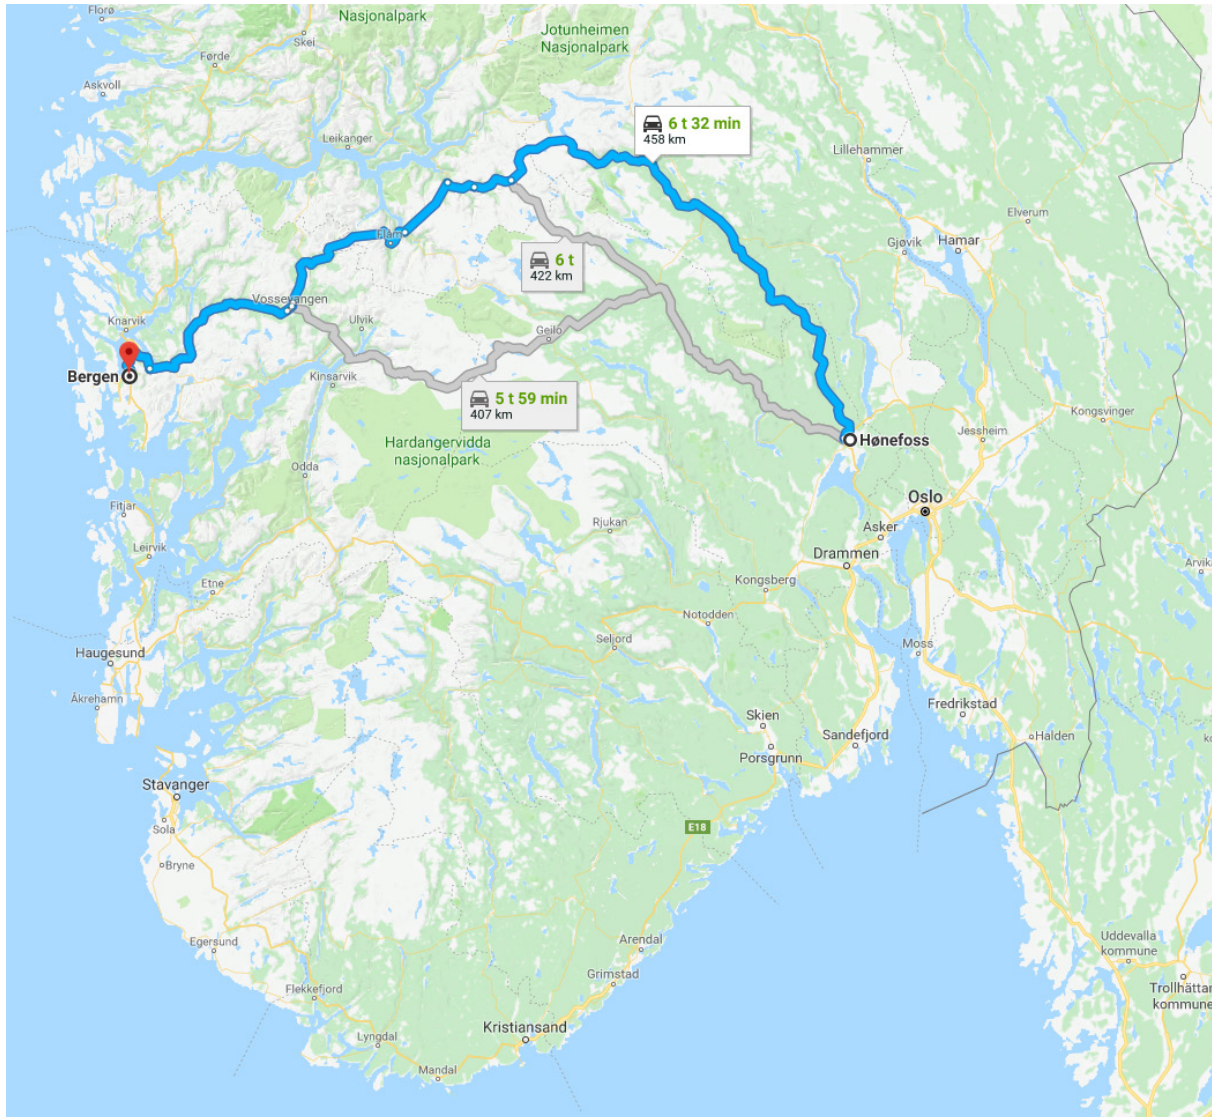 Florø
Nasjonalpark
Skei
Jotunheimen
Nasjonalpark
Førde
Askvoll
6 t 32 min
458 km
Leikanger
Lillehammer
Elverum
Flåm
Gjøvik
Hamar
6 t
422 km
Vossevangen
Knarvik
Ulvik
Geilo
Bergen
Kinsarvik
5 t 59 min
407 km
Kongsvinger
Hønefoss
Jessheim
Hardangervidda
nasjonalpark
Odda
Oslo
Fitjar
Rjukan
Asker
Leirvik
Drammen
Arvika
Etne
Kongsberg
Notodden
Seljord
Moss
Haugesund
Åkrehamn
Fredrikstad
Skien
Sandefjord
Halden
ko
Porsgrunn
Stavanger
E18
Sola
Bryne
Egersund
Arendal
Uddevalla
kommune
Grimstad
Flekkefjord
Trollhättan
kommune
Kristiansand
Lyngdal
Mandal